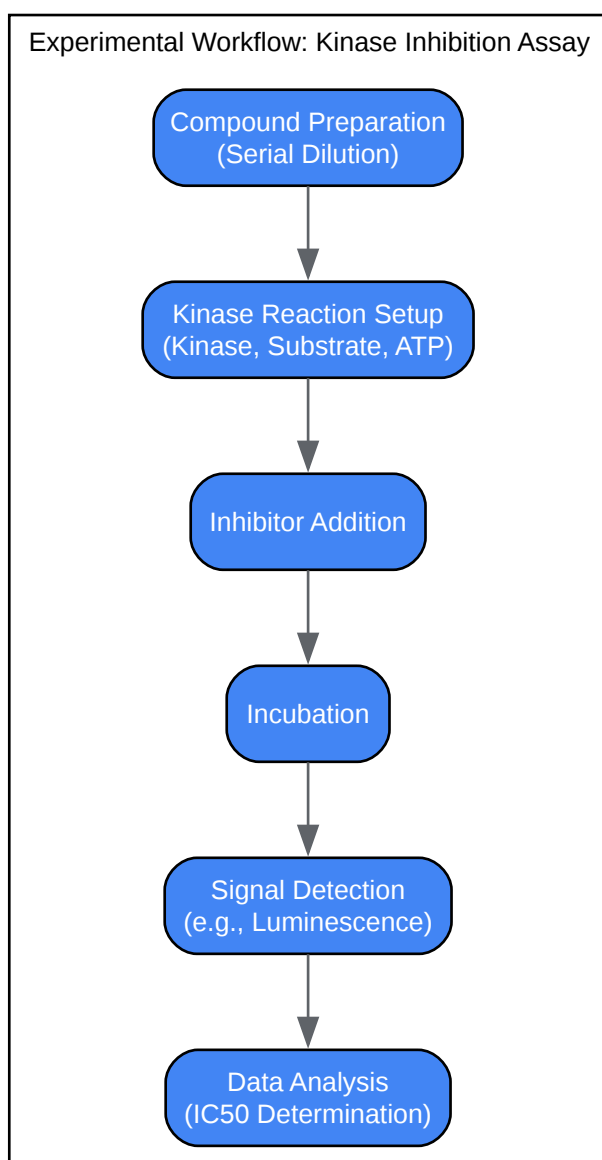 Experimental Workflow: Kinase Inhibition Assay
Compound Preparation
(Serial Dilution)
Kinase Reaction Setup
(Kinase, Substrate, ATP)
Inhibitor Addition
Incubation
Signal Detection
(e.g., Luminescence)
Data Analysis
(IC50 Determination)